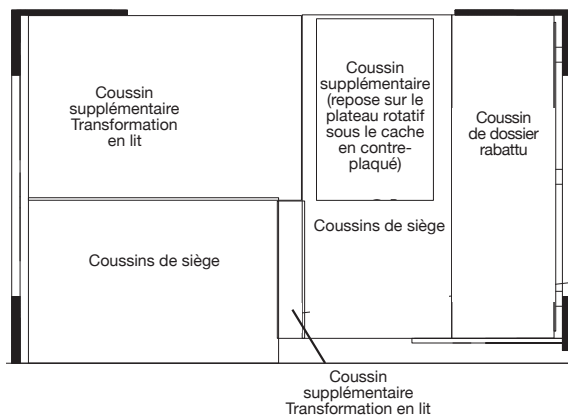 Coussin
supplémentaire
Transformation
en lit
Coussin
supplémentaire
(repose sur le
plateau rotatif
sous le cache
en contre-
plaqué)
Coussin
de dossier
rabattu
Coussins de siège
Coussins de siège
Coussin
supplémentaire
Transformation en lit